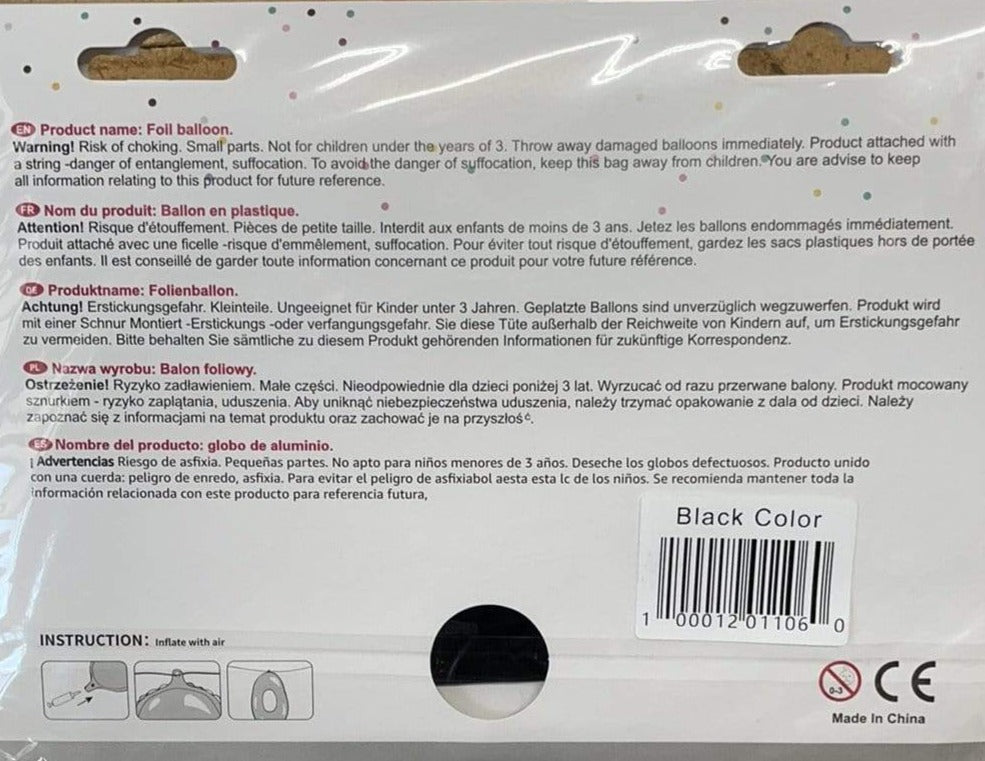 EN Product name: Foil balloon.
Warning! Risk of choking. Small parts. Not for children under the years of 3. Throw away damaged balloons immediately. Product attached with
a string -danger of entanglement, suffocation. To avoid the danger of suffocation, keep this bag away from children. You are advise to keep
all information relating to this product for future reference.
FR Nom du produit: Ballon en plastique.
Attention! Risque d'étouffement. Pièces de petite taille. Interdit aux enfants de moins de 3 ans. Jetez les ballons endommagés immédiatement.
Produit attaché avec une ficelle -risque d'emmêlement, suffocation. Pour éviter tout risque d'étouffement, gardez les sacs plastiques hors de portée
des enfants. Il est conseillé de garder toute information concernant ce produit pour votre future référence.
DE Produktname: Folienballon.
Achtung! Erstickungsgefahr. Kleinteile. Ungeeignet für Kinder unter 3 Jahren. Geplatzte Ballons sind unverzüglich wegzuwerfen. Produkt wird
mit einer Schnur Montiert -Erstickungs -oder verfangungsgefahr. Sie diese Tüte außerhalb der Reichweite von Kindern auf, um Erstickungsgefahr
zu vermeiden. Bitte behalten Sie sämtliche zu diesem Produkt gehörenden Informationen für zukünftige Korrespondenz.
PL Nazwa wyrobu: Balon foliowy.
Ostrzeżenie! Ryzyko zadławieniem. Małe części. Nieodpowiednie dla dzieci poniżej 3 lat. Wyrzucać od razu przerwane balony. Produkt mocowany
sznurkiem - ryzyko zaplątania, uduszenia. Aby uniknąć niebezpieczeństwa uduszenia, należy trzymać opakowanie z dala od dzieci. Należy
zapoznać się z informacjami na temat produktu oraz zachować je na przyszłość.
ES Nombre del producto: globo de aluminio.
¡ Advertencias Riesgo de asfixia. Pequeñas partes. No apto para niños menores de 3 años. Deseche los globos defectuosos. Producto unido
con una cuerda: peligro de enredo, asfixia. Para evitar el peligro de asfixiabol aesta esta lc de los niños. Se recomienda mantener toda la
información relacionada con este producto para referencia futura,
Black Color
1 00012 01106 0
INSTRUCTION: Inflate with air
0-3 CE
Made In China